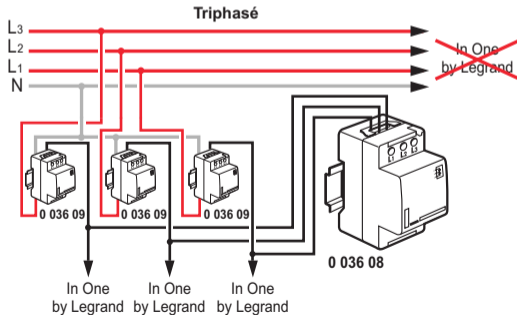 Triphasé
L3
L2
L1
N
In One
by Legrand
0 036 09
0 036 09
0 036 09
0 036 08
In One
by Legrand
In One
by Legrand
In One
by Legrand